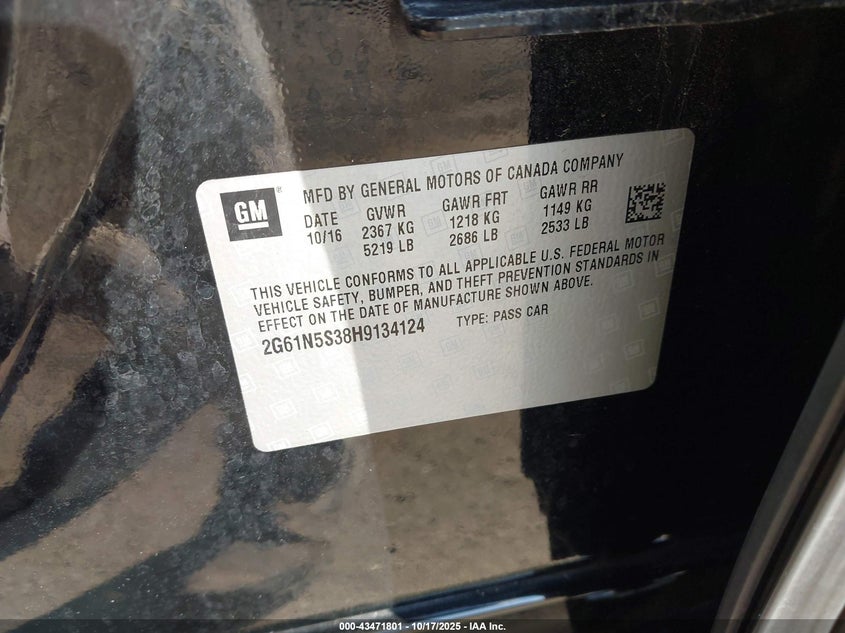 GM ®
MFD BY GENERAL MOTORS OF CANADA COMPANY
DATE GVWR GAWR FRT GAWR RR
10/16 2367 KG 1218 KG 1149 KG
5219 LB 2686 LB 2533 LB
THIS VEHICLE CONFORMS TO ALL APPLICABLE U.S. FEDERAL MOTOR
VEHICLE SAFETY, BUMPER, AND THEFT PREVENTION STANDARDS IN
EFFECT ON THE DATE OF MANUFACTURE SHOWN ABOVE.
2G61N5S38H9134124 TYPE: PASS CAR
000-43471801 - 10/17/2025 - IAA Inc.